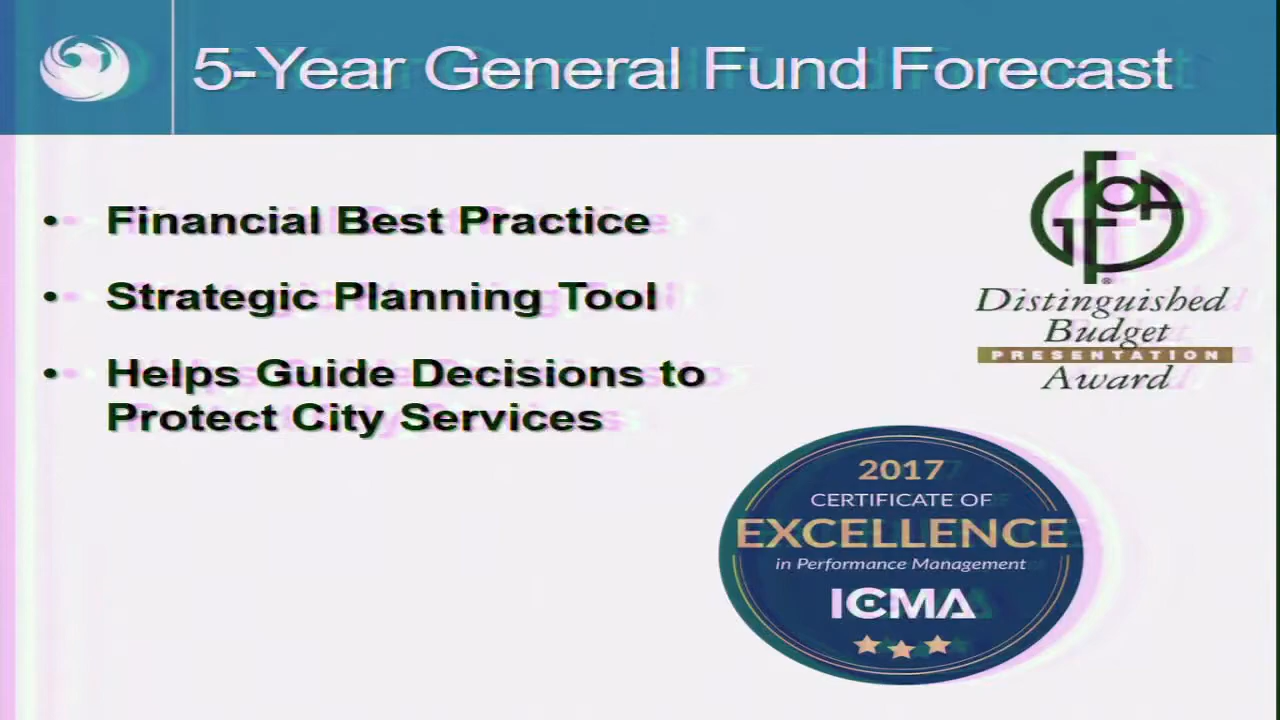 5-Year General Fund Forecast
• Financial Best Practice
• Strategic Planning Tool
• Helps Guide Decisions to
Protect City Services
GFOA
®
Distinguished
Budget
PRESENTATION
Award
2017
CERTIFICATE OF
EXCELLENCE
in Performance Management
ICMA